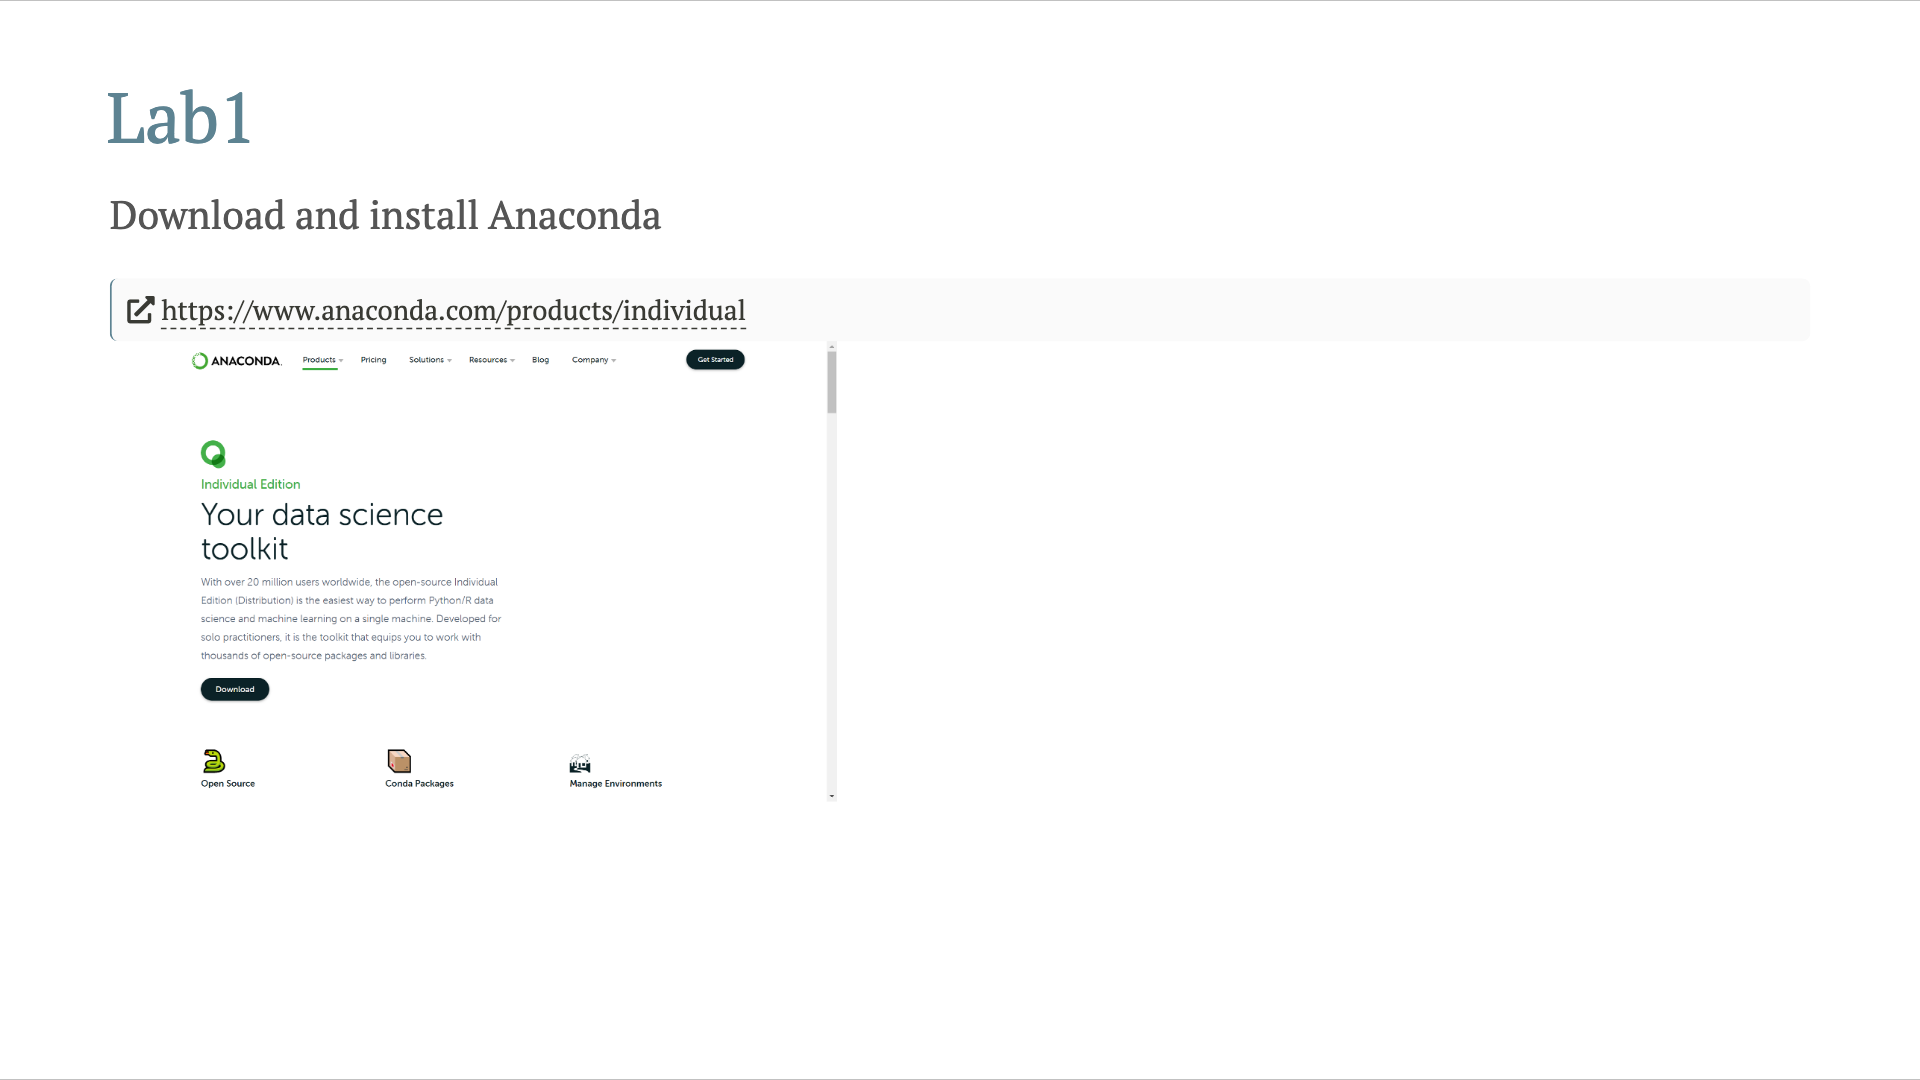 Lab1
Download and install Anaconda
https://www.anaconda.com/products/individual
ANACONDA. Products Pricing Solutions Resources Blog Company Get Started
Individual Edition
Your data science
toolkit
With over 20 million users worldwide, the open-source Individual
Edition (Distribution) is the easiest way to perform Python/R data
science and machine learning on a single machine. Developed for
solo practitioners, it is the toolkit that equips you to work with
thousands of open-source packages and libraries.
Download
Open Source Conda Packages Manage Environments